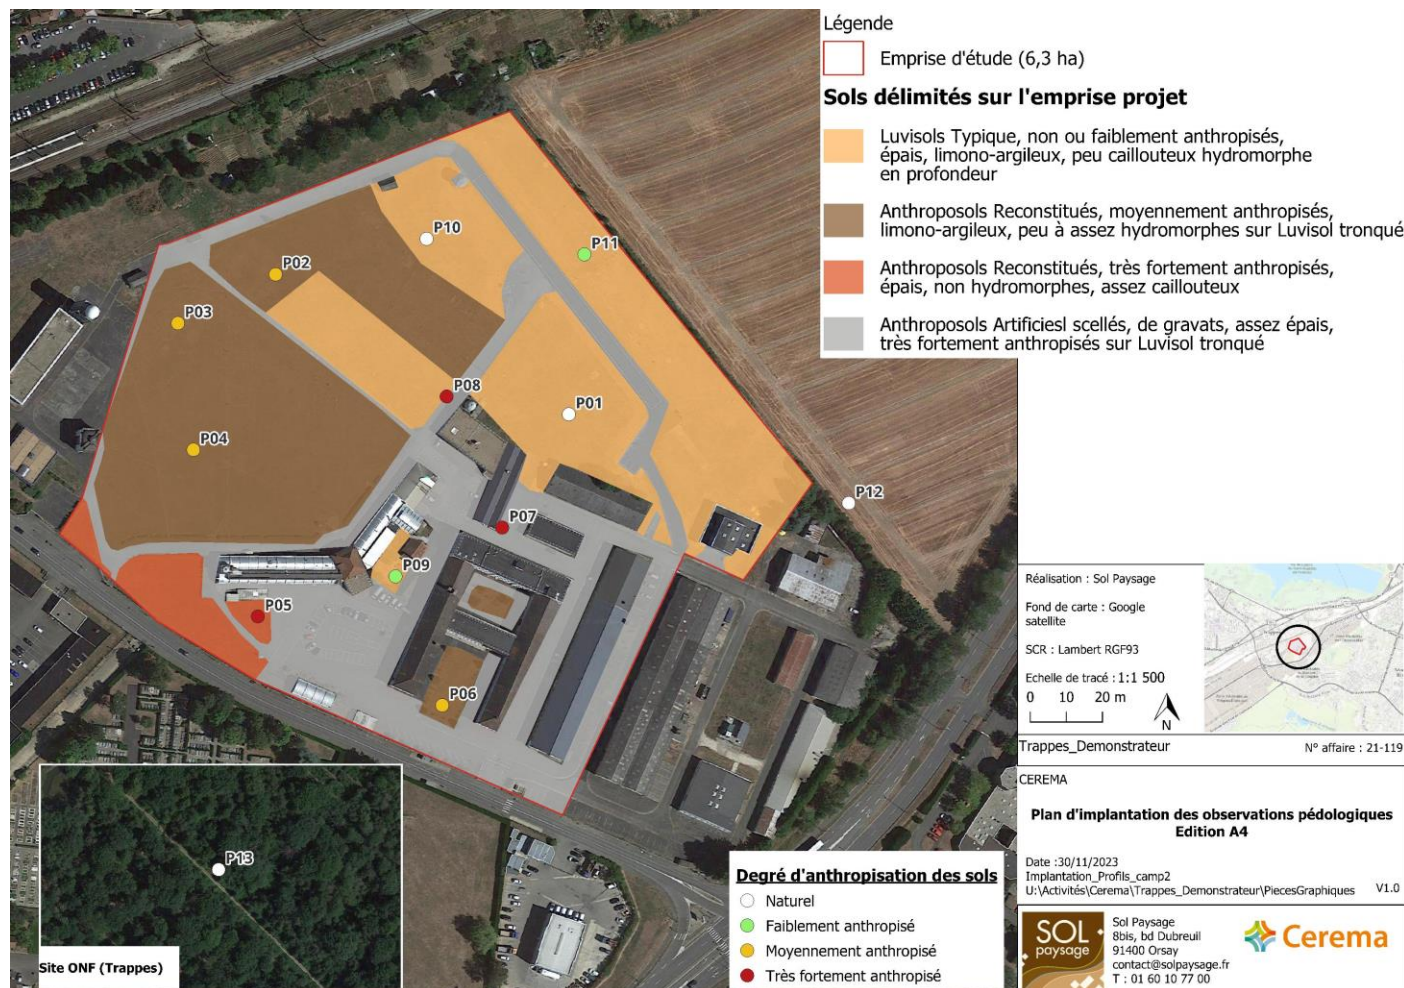 Légende
Emprise d'étude (6,3 ha)
Sols délimités sur l'emprise projet
Luvisols Typique, non ou faiblement anthropisés,
épais, limono-argileux, peu caillouteux hydromorphe
en profondeur
Anthroposols Reconstitués, moyennement anthropisés,
limono-argileux, peu à assez hydromorphes sur Luvisol tronqué
Anthroposols Reconstitués, très fortement anthropisés,
épais, non hydromorphes, assez caillouteux
Anthroposols Artificiesl scellés, de gravats, assez épais,
très fortement anthropisés sur Luvisol tronqué
P10
P11
P02
P03
P08
P01
P04
P12
P07
P09
P05
P06
P13
Site ONF (Trappes)
Degré d'anthropisation des sols
Naturel
Faiblement anthropisé
Moyennement anthropisé
Très fortement anthropisé
Réalisation : Sol Paysage
Fond de carte : Google
satellite
SCR : Lambert RGF93
Echelle de tracé : 1:1 500
0 10 20 m
N
Trappes_Demonstrateur N° affaire : 21-119
CEREMA
Plan d'implantation des observations pédologiques
Edition A4
Date :30/11/2023
Implantation_Profils_camp2
U:\Activités\Cerema\Trappes_Demonstrateur\PiecesGraphiques V1.0
SOL
paysage
Sol Paysage
8bis, bd Dubreuil
91400 Orsay
contact@solpaysage.fr
T : 01 60 10 77 00
Cerema